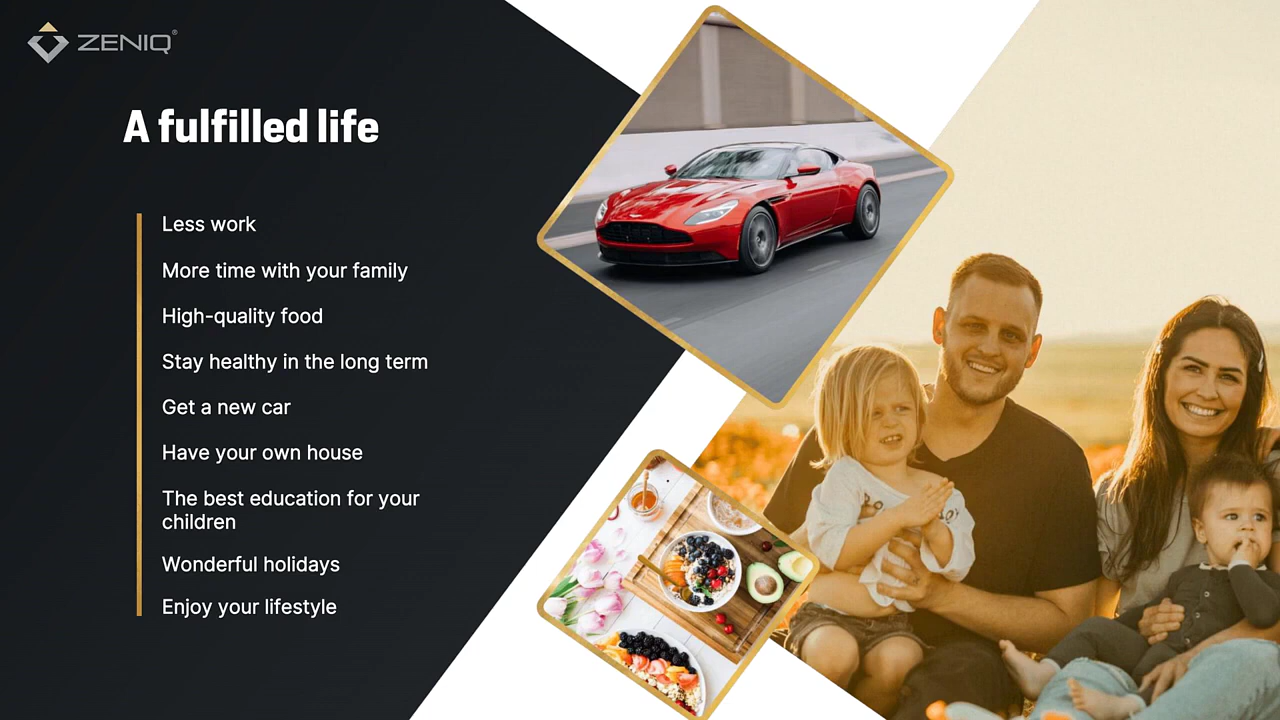 ZENIQ®
A fulfilled life
Less work
More time with your family
High-quality food
Stay healthy in the long term
Get a new car
Have your own house
The best education for your
children
Wonderful holidays
Enjoy your lifestyle